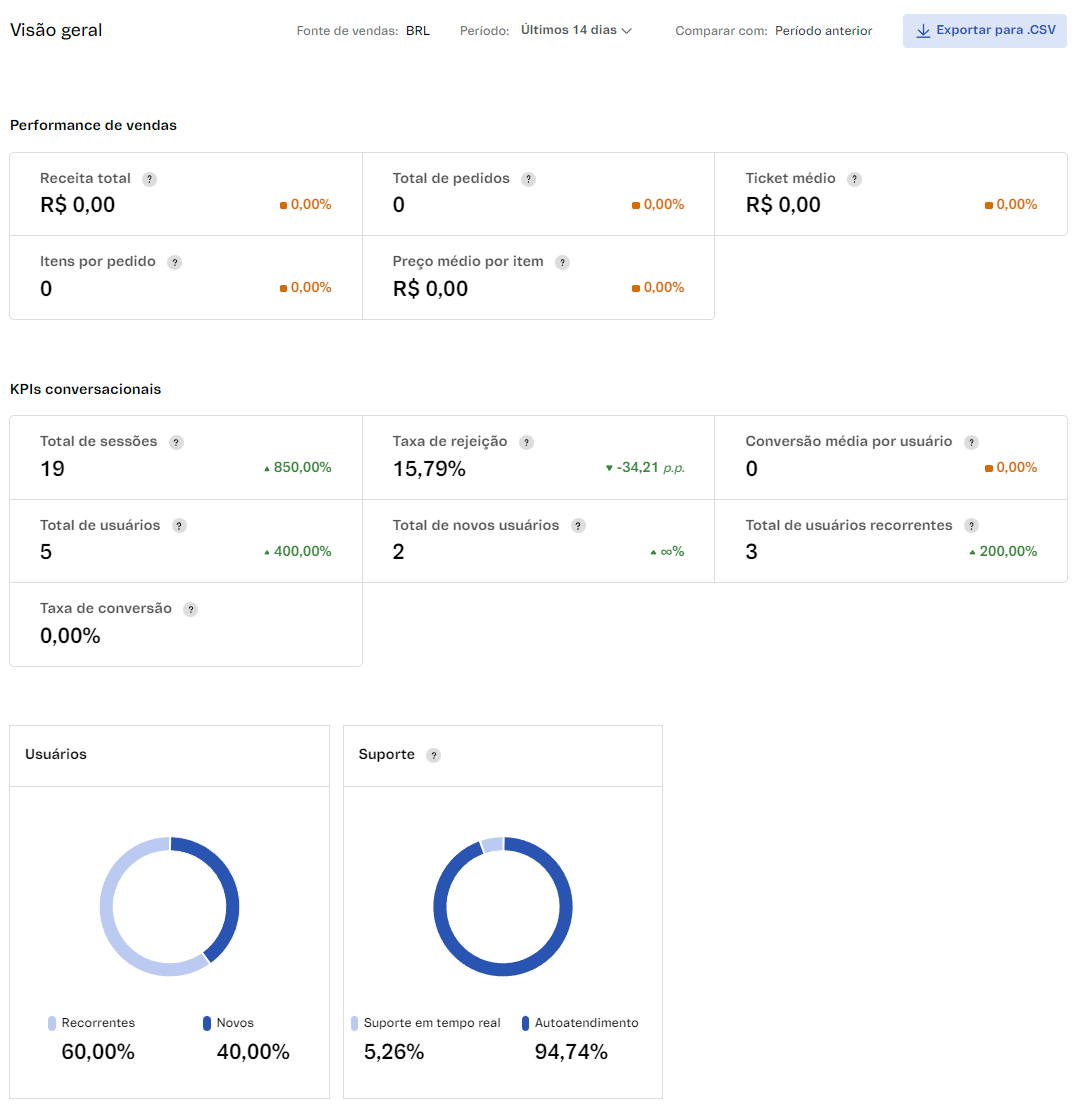 Visão geral
Fonte de vendas: BRL
Período: Últimos 14 dias
Comparar com: Período anterior
Exportar para .CSV
Performance de vendas
Receita total ?
R$ 0,00
0,00%
Total de pedidos ?
0
0,00%
Ticket médio ?
R$ 0,00
0,00%
Itens por pedido ?
0
0,00%
Preço médio por item ?
R$ 0,00
0,00%
KPIs conversacionais
Total de sessões ?
19
850,00%
Taxa de rejeição ?
15,79%
-34,21 p.p.
Conversão média por usuário ?
0
0,00%
Total de usuários ?
5
400,00%
Total de novos usuários ?
2
∞%
Total de usuários recorrentes ?
3
200,00%
Taxa de conversão ?
0,00%
Usuários
Recorrentes
60,00%
Novos
40,00%
Suporte ?
Suporte em tempo real
5,26%
Autoatendimento
94,74%